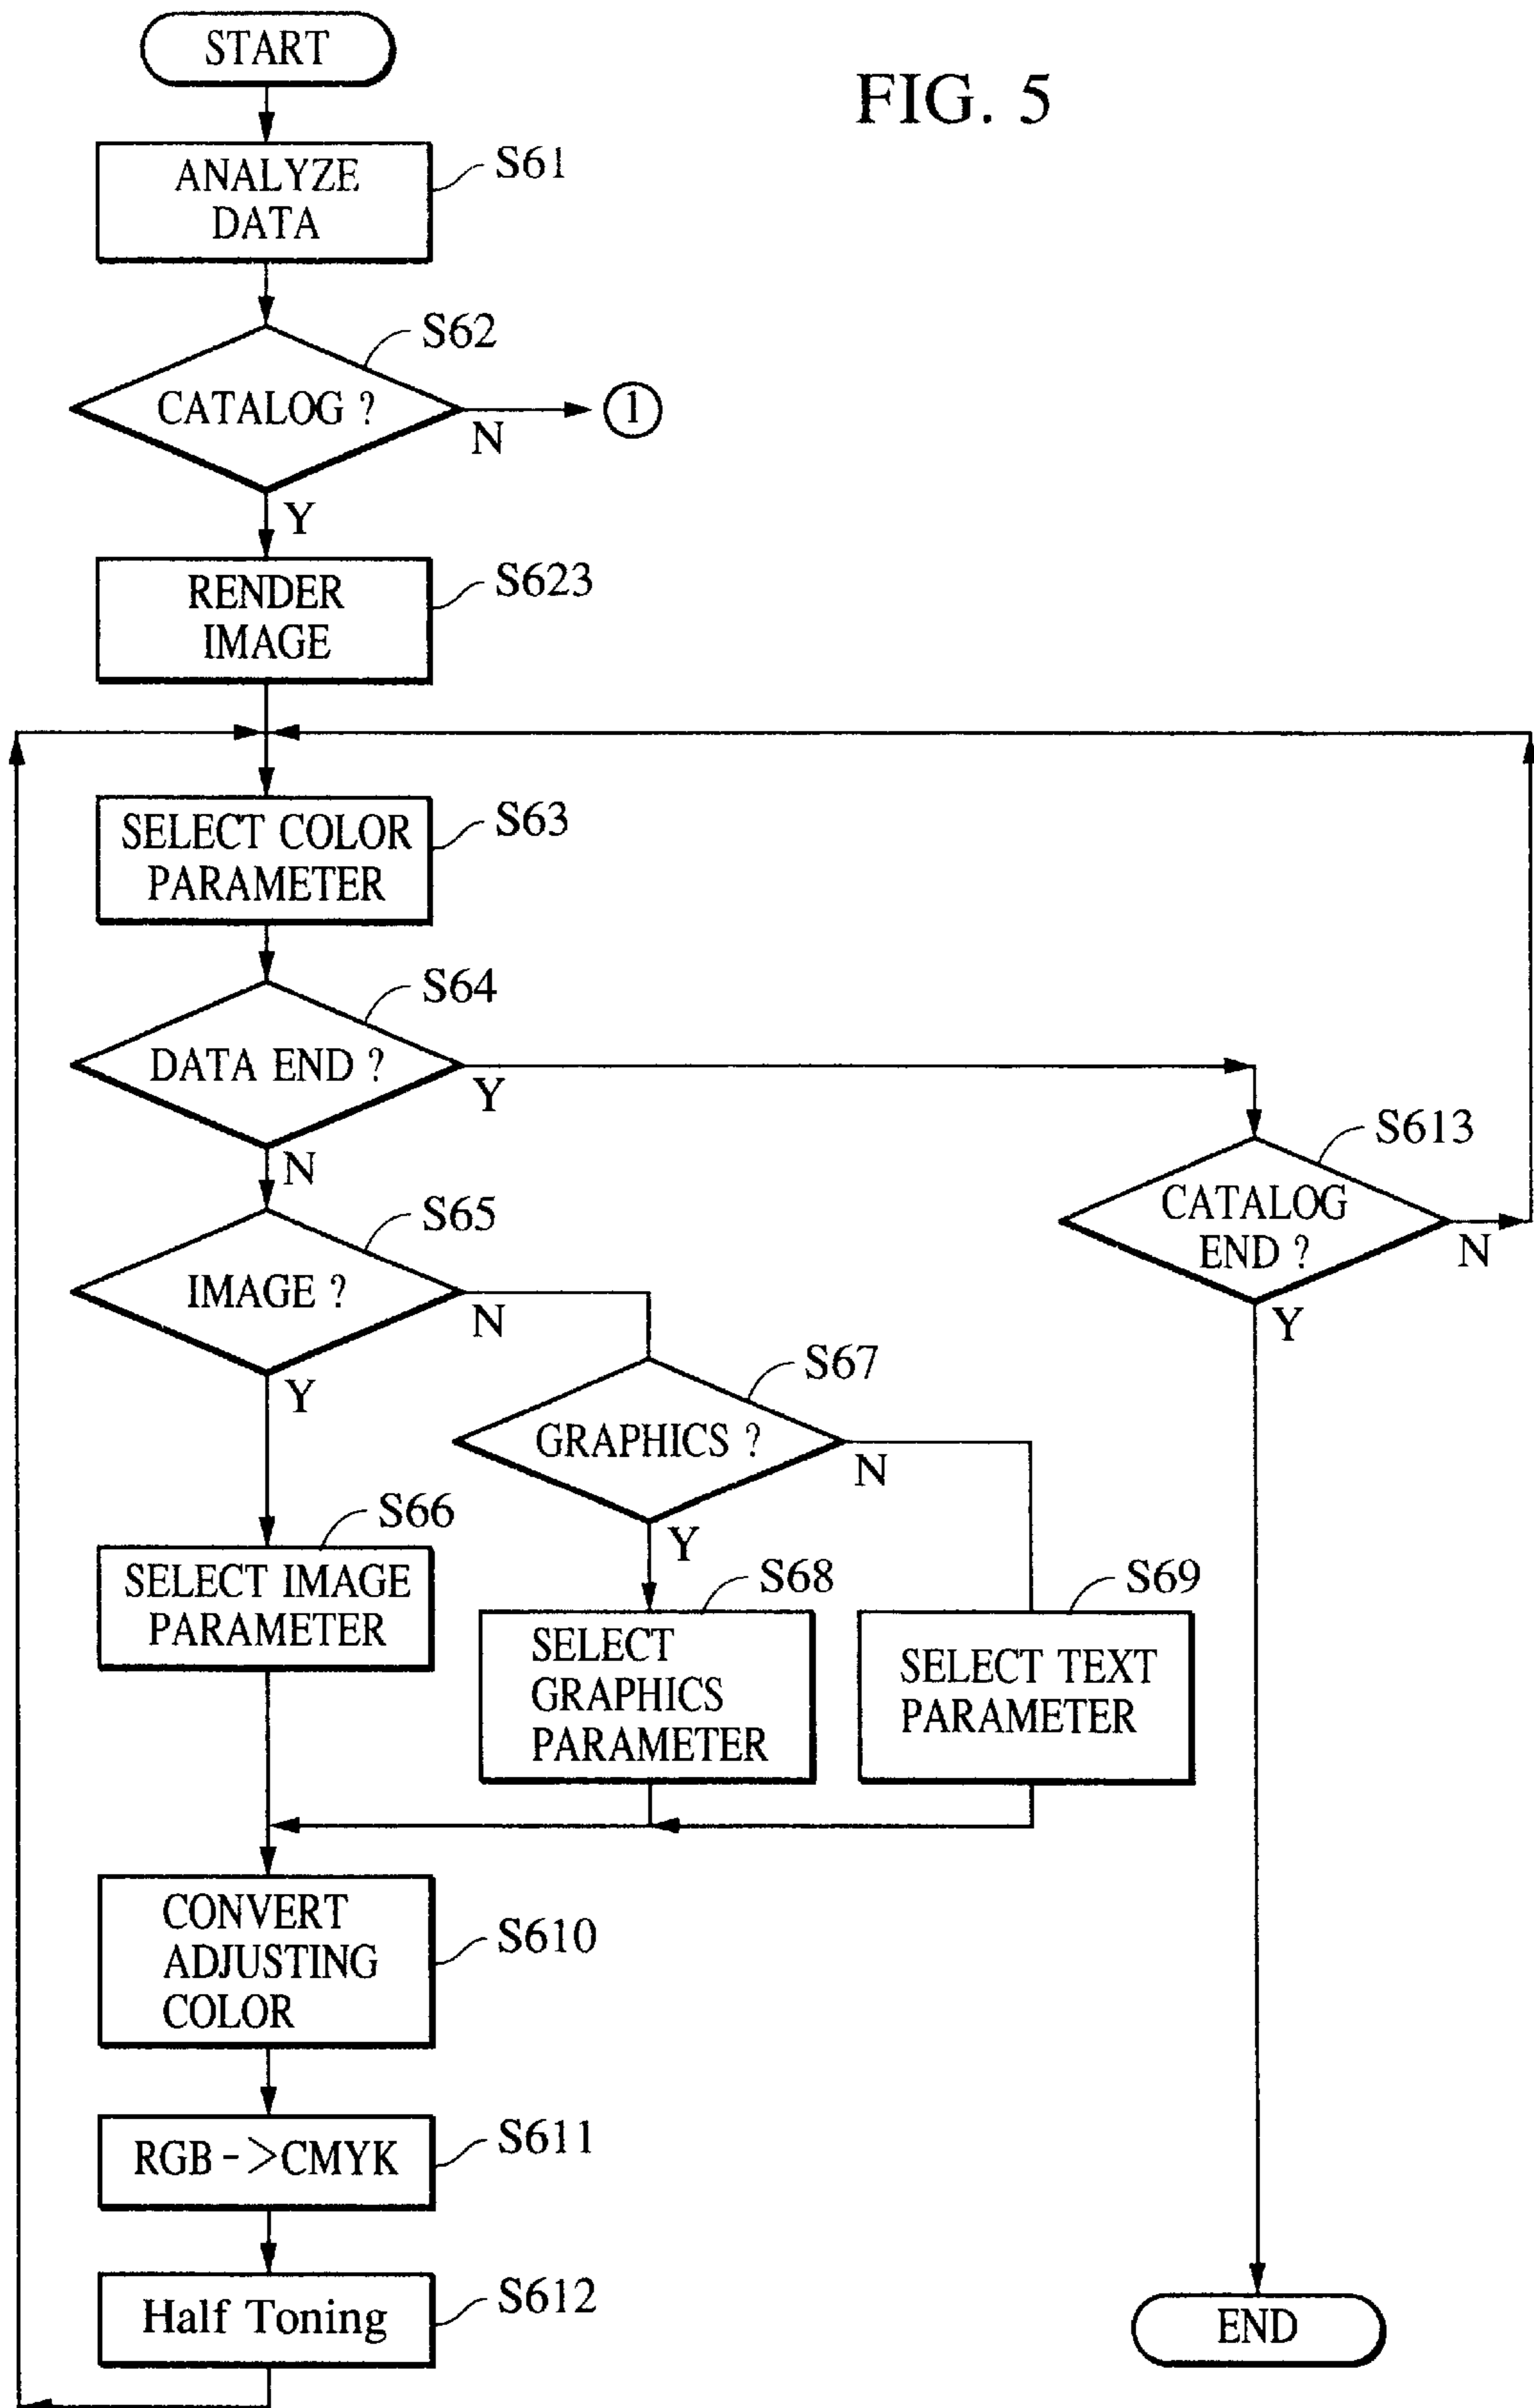 START
FIG. 5
ANALYZE
DATA
S61
S62
CATALOG ?
1
N
Y
RENDER
IMAGE
S623
SELECT COLOR
PARAMETER
S63
S64
DATA END ?
Y
N
S613
CATALOG
END ?
N
Y
S65
IMAGE ?
N
Y
S67
GRAPHICS ?
N
Y
S66
SELECT IMAGE
PARAMETER
S68
SELECT
GRAPHICS
PARAMETER
S69
SELECT TEXT
PARAMETER
CONVERT
ADJUSTING
COLOR
S610
RGB->CMYK
S611
Half Toning
S612
END